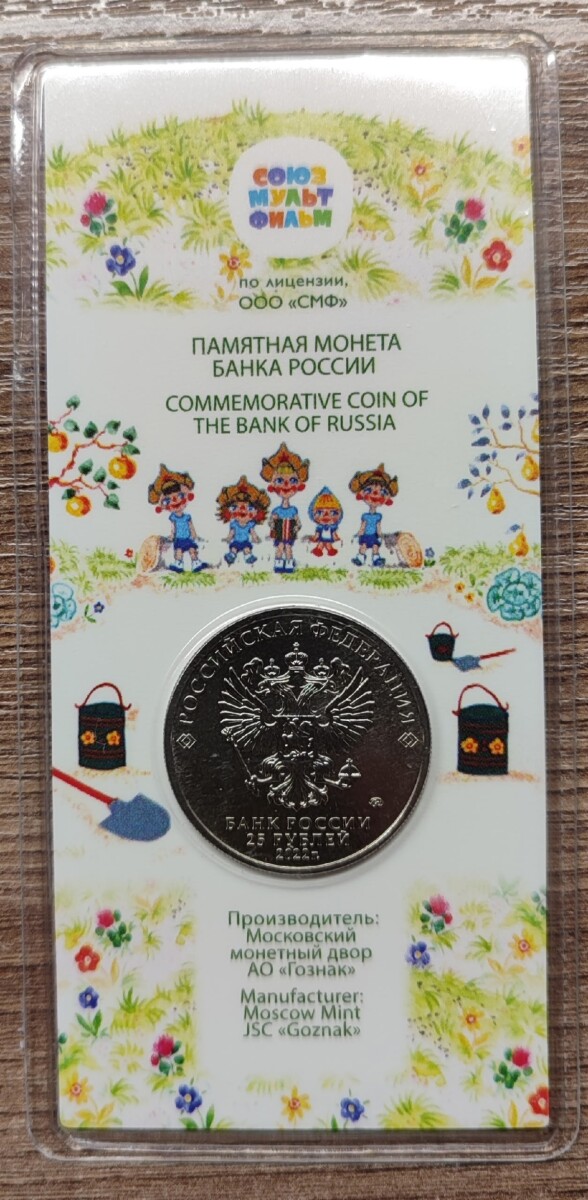 СОЮЗ
МУЛЬТ
ФИЛЬМ
по лицензии,
ООО «СМФ»
ПАМЯТНАЯ МОНЕТА
БАНКА РОССИИ
COMMEMORATIVE COIN OF
THE BANK OF RUSSIA
РОССИЙСКАЯ ФЕДЕРАЦИЯ
БАНК РОССИИ
25 РУБЛЕЙ
2022г.
Производитель:
Московский
монетный двор
АО «Гознак»
Manufacturer:
Moscow Mint
JSC «Goznak»